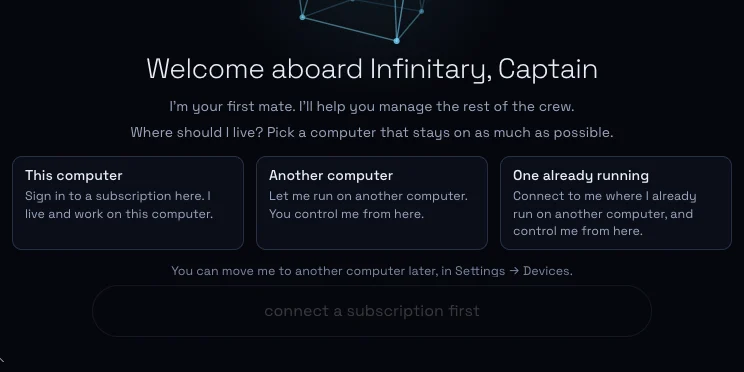 Welcome aboard Infinitary, Captain
I'm your first mate. I'll help you manage the rest of the crew.
Where should I live? Pick a computer that stays on as much as possible.
This computer
Sign in to a subscription here. I
live and work on this computer.
Another computer
Let me run on another computer.
You control me from here.
One already running
Connect to me where I already
run on another computer, and
control me from here.
You can move me to another computer later, in Settings → Devices.
connect a subscription first